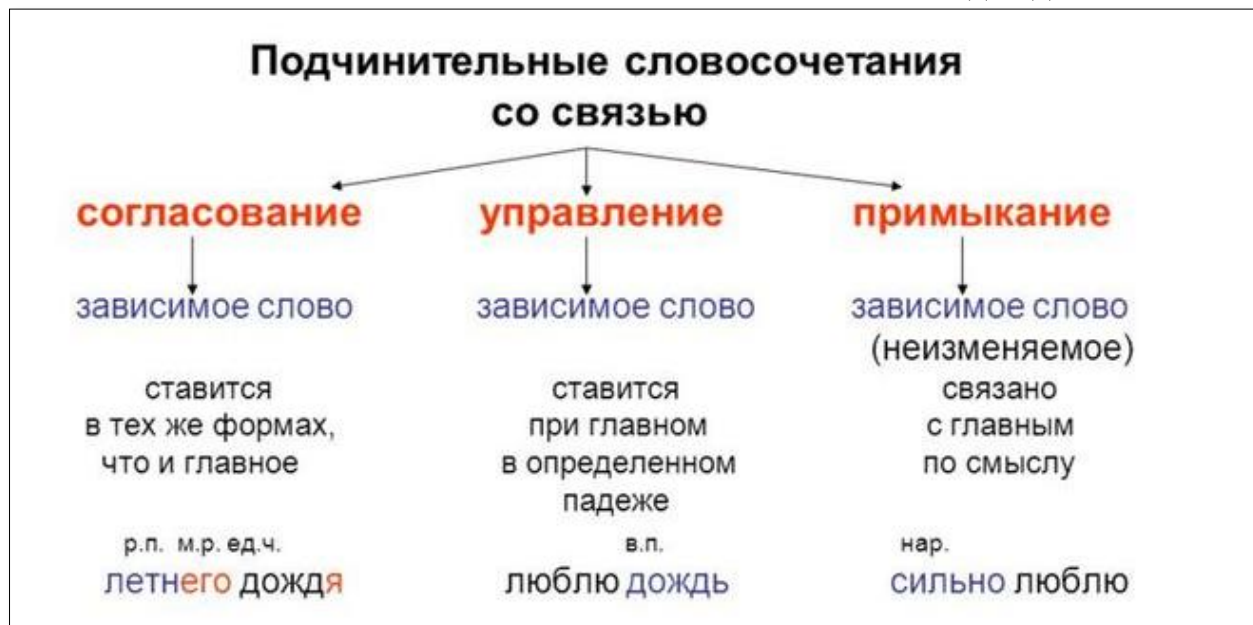 Подчинительные словосочетания
со связью
согласование
управление
примыкание
зависимое слово
зависимое слово
зависимое слово
(неизменяемое)
ставится
в тех же формах,
что и главное
ставится
при главном
в определенном
падеже
связано
с главным
по смыслу
р.п. м.р. ед.ч.
летнего дождя
в.п.
люблю дождь
нар.
сильно люблю